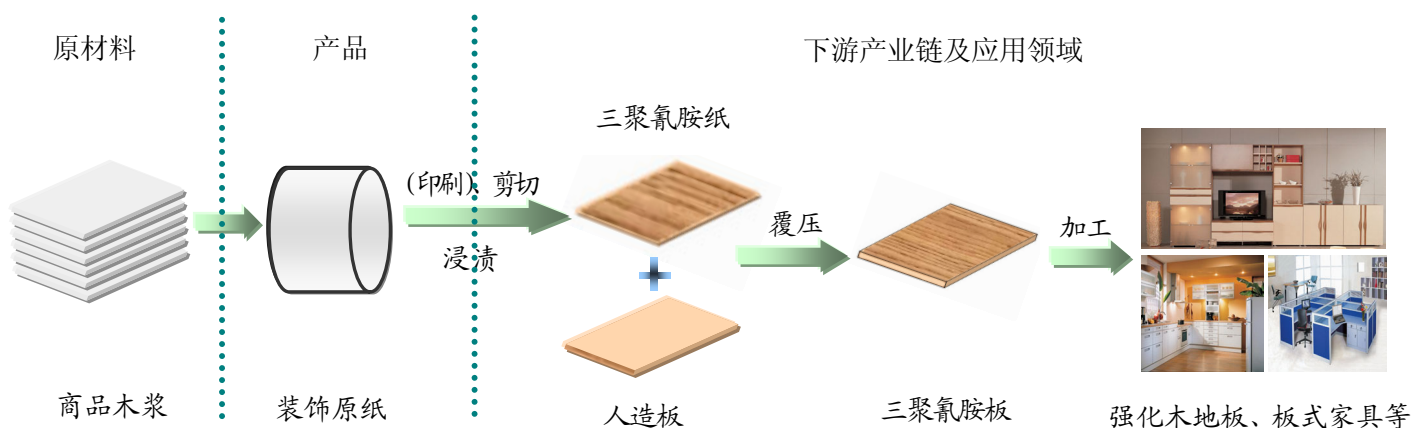 原材料
产品
下游产业链及应用领域
三聚氰胺纸
(印刷)、剪切
浸渍
覆压
加工
商品木浆
装饰原纸
人造板
三聚氰胺板
强化木地板、板式家具等